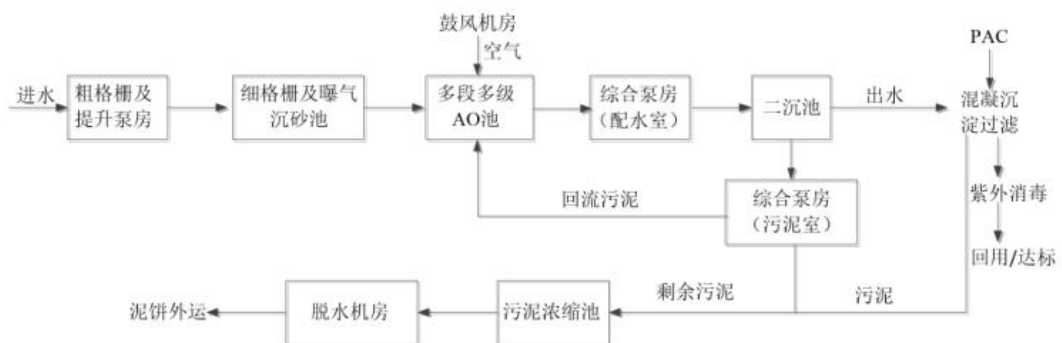 鼓风机房
空气
PAC
进水
粗格栅及
提升泵房
细格栅及曝气
沉砂池
多段多级
AO池
综合泵房
（配水室）
二沉池
出水
混凝沉
淀过滤
回流污泥
综合泵房
（污泥室）
紫外消毒
回用/达标
剩余污泥
污泥
泥饼外运
脱水机房
污泥浓缩池